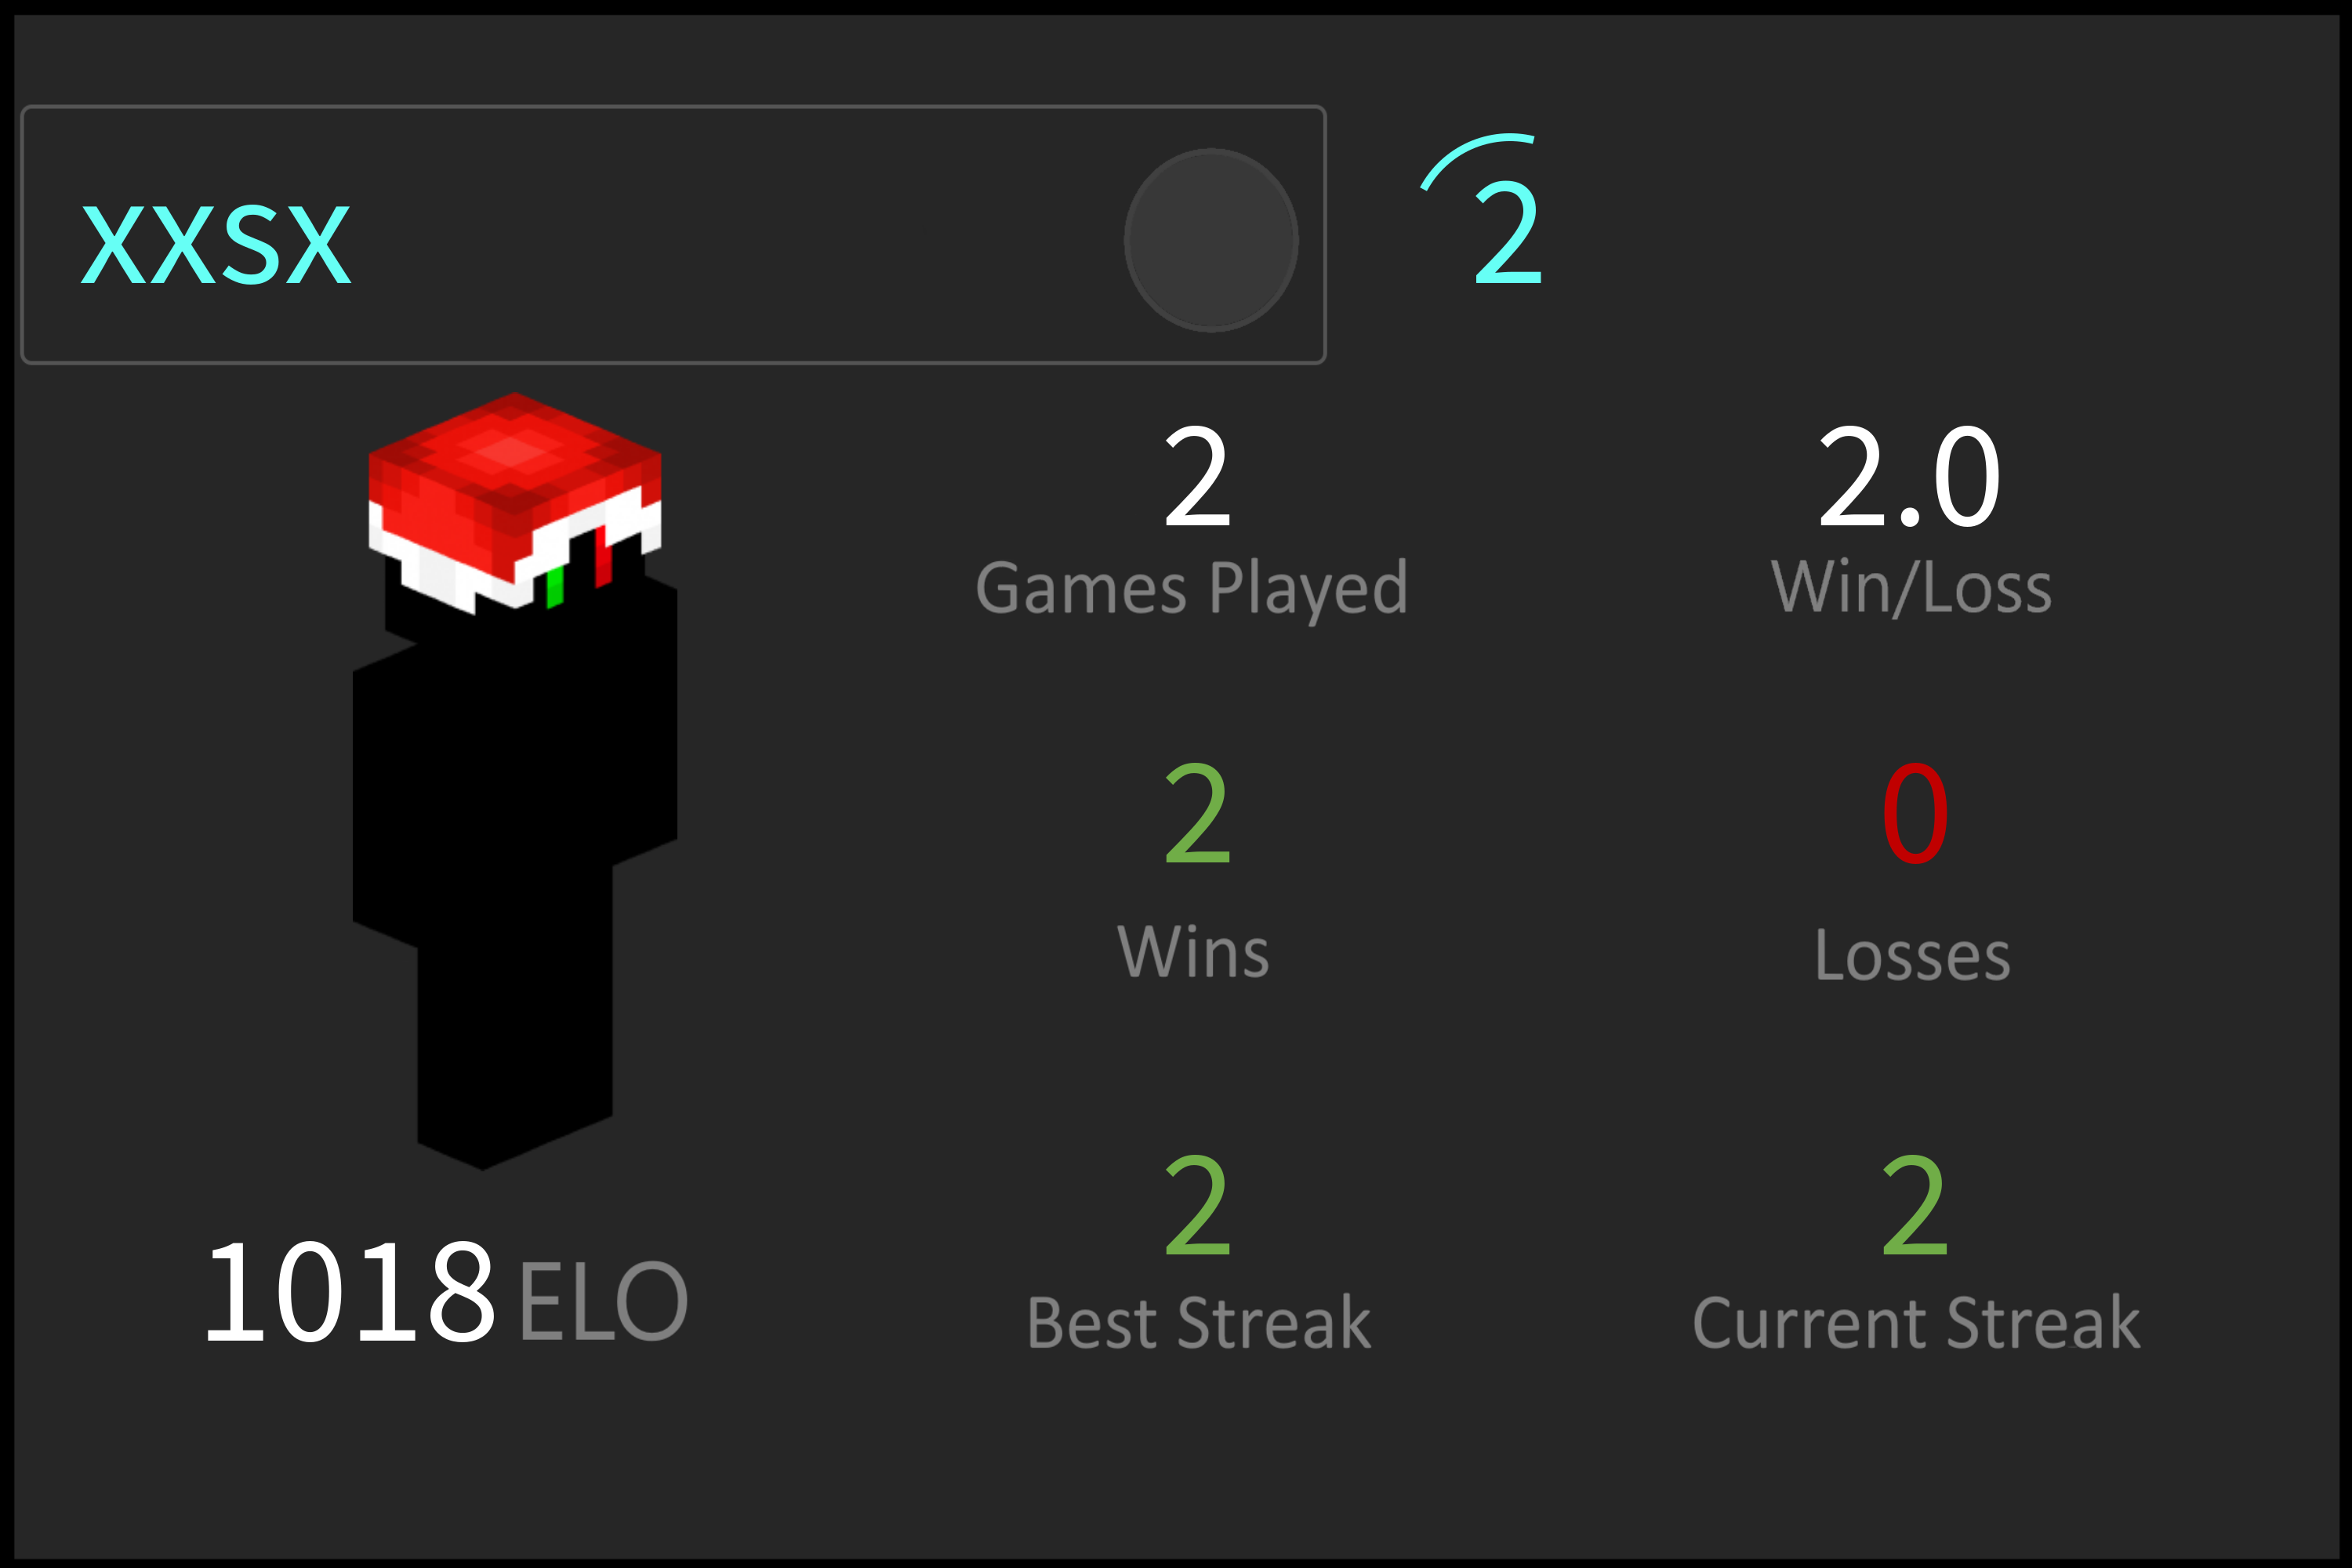 xxsx
2
2
2.0
Games Played
Win/Loss
2
0
Wins
Losses
2
2
1018 ELO
Best Streak
Current Streak